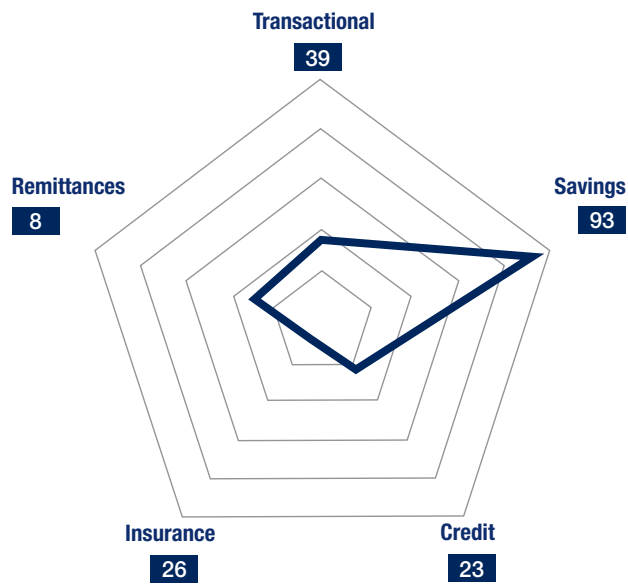 Transactional
39
Remittances
8
Savings
93
Insurance
26
Credit
23